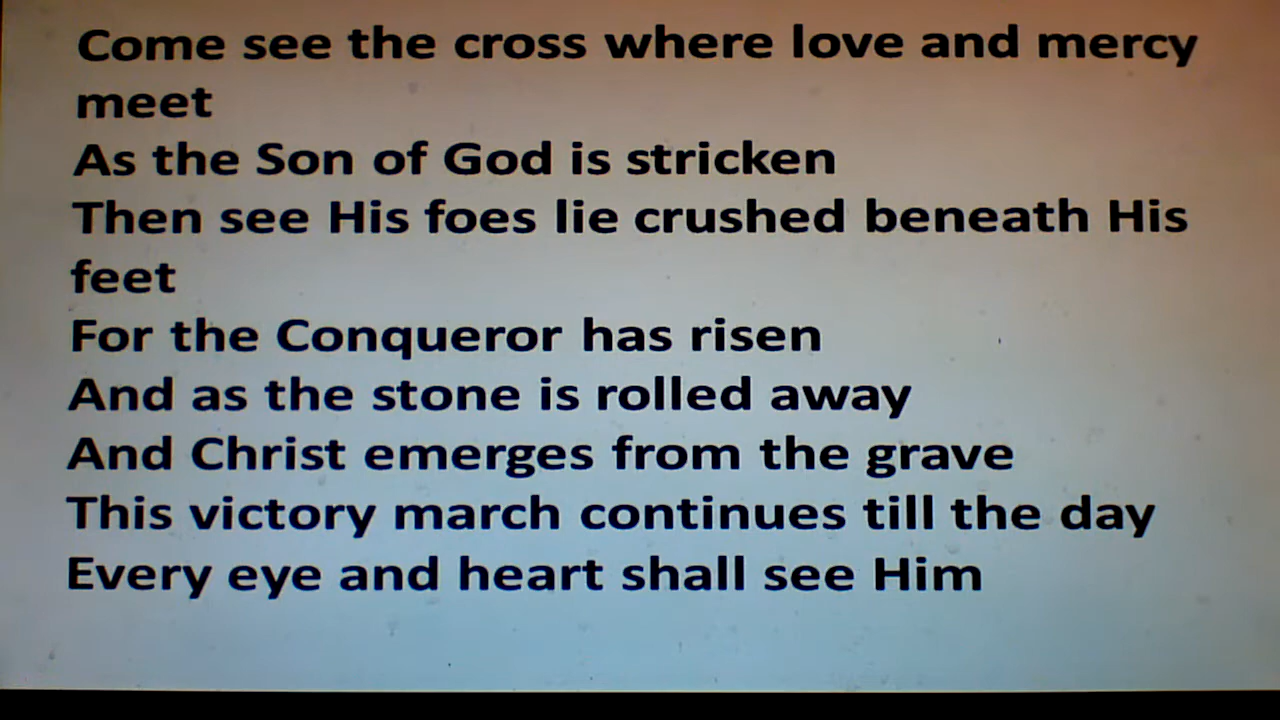 Come see the cross where love and mercy
meet
As the Son of God is stricken
Then see His foes lie crushed beneath His
feet
For the Conqueror has risen
And as the stone is rolled away
And Christ emerges from the grave
This victory march continues till the day
Every eye and heart shall see Him